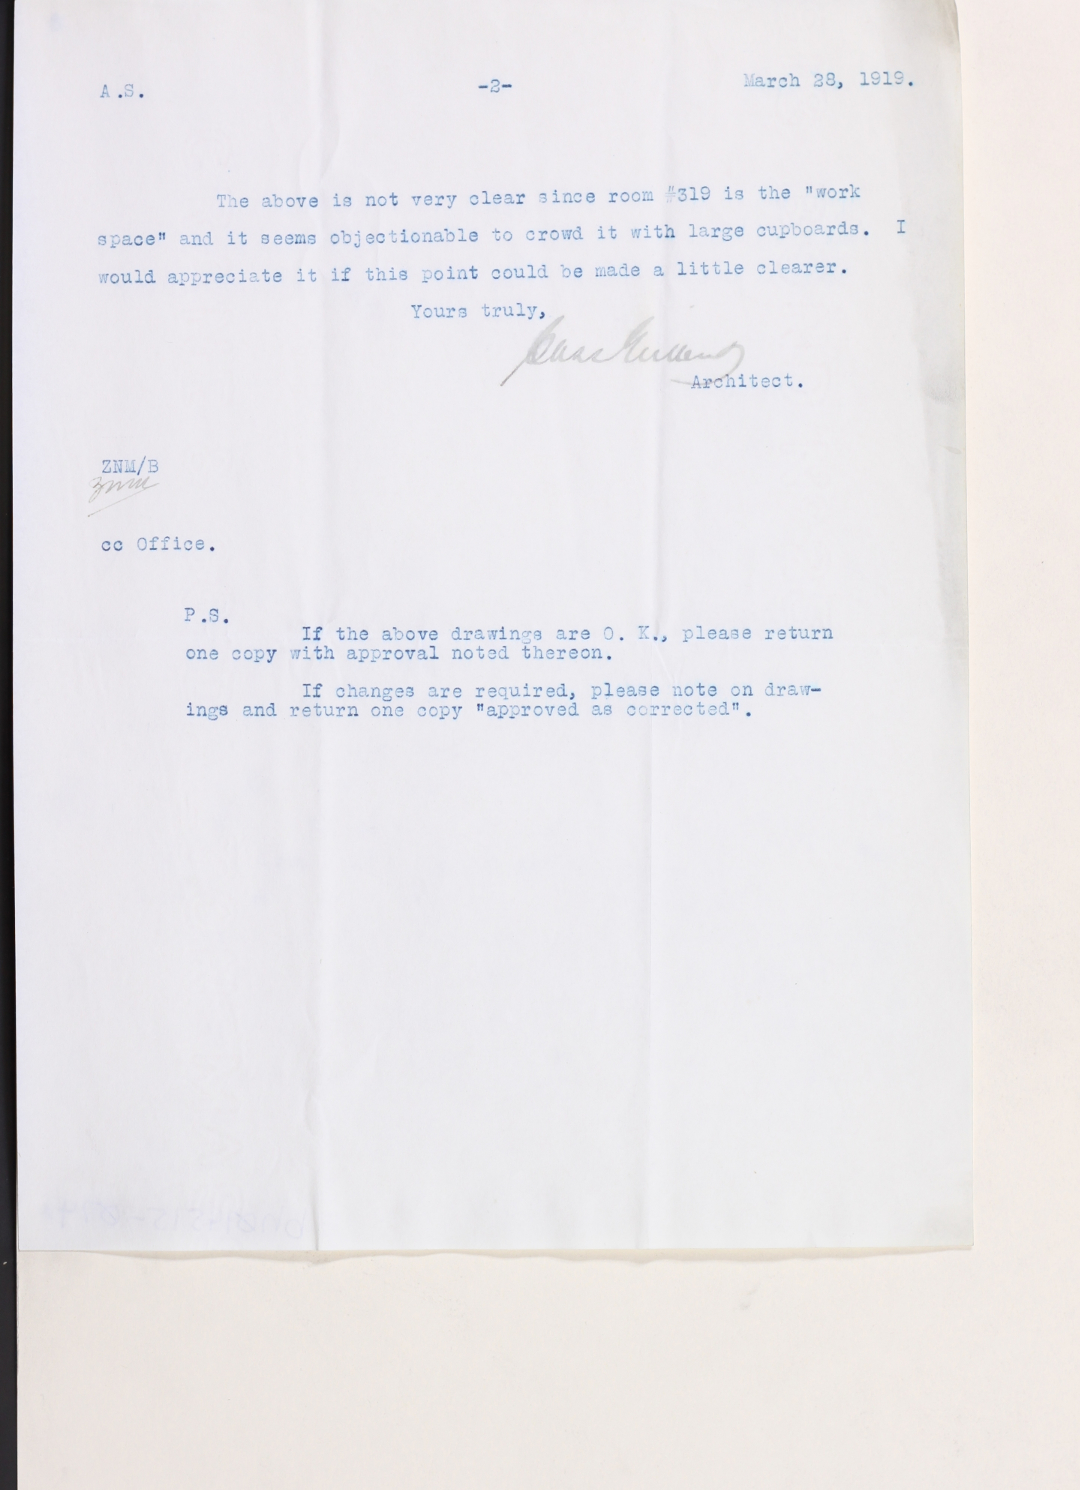 A.S. -2- March 28, 1919.
The above is not very clear since room #319 is the "work
space" and it seems objectionable to crowd it with large cupboards. I
would appreciate it if this point could be made a little clearer.
Yours truly,
Architect.
ZNM/B
znm
cc Office.
P.S.
If the above drawings are O. K., please return
one copy with approval noted thereon.
If changes are required, please note on draw-
ings and return one copy "approved as corrected".